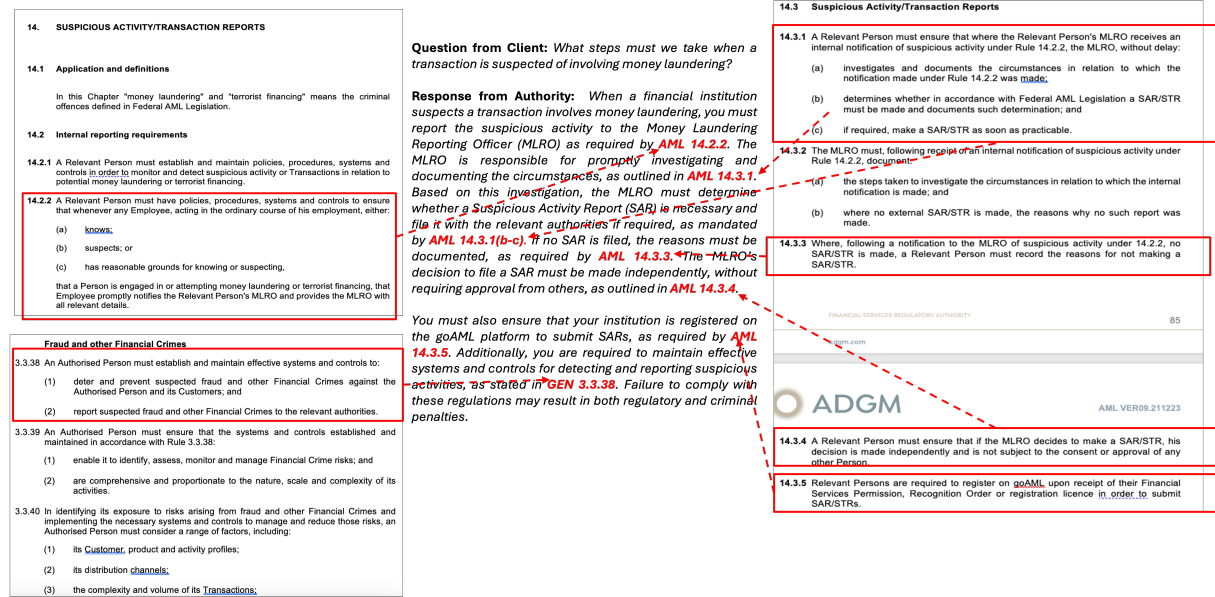 14. SUSPICIOUS ACTIVITY/TRANSACTION REPORTS
14.1 Application and definitions
In this Chapter "money laundering" and "terrorist financing" means the criminal
offences defined in Federal AML Legislation.
14.2 Internal reporting requirements
14.2.1 A Relevant Person must establish and maintain policies, procedures, systems and
controls in order to monitor and detect suspicious activity or Transactions in relation to
potential money laundering or terrorist financing.
14.2.2 A Relevant Person must have policies, procedures, systems and controls to ensure
that whenever any Employee, acting in the ordinary course of his employment, either:
(a) knows;
(b) suspects; or
(c) has reasonable grounds for knowing or suspecting,
that a Person is engaged in or attempting money laundering or terrorist financing, that
Employee promptly notifies the Relevant Person's MLRO and provides the MLRO with
all relevant details.
Fraud and other Financial Crimes
3.3.38 An Authorised Person must establish and maintain effective systems and controls to:
(1) deter and prevent suspected fraud and other Financial Crimes against the
Authorised Person and its Customers; and
(2) report suspected fraud and other Financial Crimes to the relevant authorities.
3.3.39 An Authorised Person must ensure that the systems and controls established and
maintained in accordance with Rule 3.3.38:
(1) enable it to identify, assess, monitor and manage Financial Crime risks; and
(2) are comprehensive and proportionate to the nature, scale and complexity of its
activities.
3.3.40 In identifying its exposure to risks arising from fraud and other Financial Crimes and
implementing the necessary systems and controls to manage and reduce those risks, an
Authorised Person must consider a range of factors, including:
(1) its Customer, product and activity profiles;
(2) its distribution channels;
(3) the complexity and volume of its Transactions;
Question from Client: What steps must we take when a
transaction is suspected of involving money laundering?
Response from Authority: When a financial institution
suspects a transaction involves money laundering, you must
report the suspicious activity to the Money Laundering
Reporting Officer (MLRO) as required by AML 14.2.2. The
MLRO is responsible for promptly investigating and
documenting the circumstances, as outlined in AML 14.3.1.
Based on this investigation, the MLRO must determine
whether a Suspicious Activity Report (SAR) is necessary and
file it with the relevant authorities if required, as mandated
by AML 14.3.1(b-c). If no SAR is filed, the reasons must be
documented, as required by AML 14.3.3. The MLRO's
decision to file a SAR must be made independently, without
requiring approval from others, as outlined in AML 14.3.4.
You must also ensure that your institution is registered on
the goAML platform to submit SARs, as required by AML
14.3.5. Additionally, you are required to maintain effective
systems and controls for detecting and reporting suspicious
activities, as stated in GEN 3.3.38. Failure to comply with
these regulations may result in both regulatory and criminal
penalties.
14.3 Suspicious Activity/Transaction Reports
14.3.1 A Relevant Person must ensure that where the Relevant Person's MLRO receives an
internal notification of suspicious activity under Rule 14.2.2, the MLRO, without delay:
(a) investigates and documents the circumstances in relation to which the
notification made under Rule 14.2.2 was made;
(b) determines whether in accordance with Federal AML Legislation a SAR/STR
must be made and documents such determination; and
(c) if required, make a SAR/STR as soon as practicable.
14.3.2 The MLRO must, following receipt of an internal notification of suspicious activity under
Rule 14.2.2, document:
(a) the steps taken to investigate the circumstances in relation to which the internal
notification is made; and
(b) where no external SAR/STR is made, the reasons why no such report was
made.
14.3.3 Where, following a notification to the MLRO of suspicious activity under 14.2.2, no
SAR/STR is made, a Relevant Person must record the reasons for not making a
SAR/STR.
FINANCIAL SERVICES REGULATORY AUTHORITY
85
adgm.com
ADGM
AML VER09.211223
14.3.4 A Relevant Person must ensure that if the MLRO decides to make a SAR/STR, his
decision is made independently and is not subject to the consent or approval of any
other Person.
14.3.5 Relevant Persons are required to register on goAML upon receipt of their Financial
Services Permission, Recognition Order or registration licence in order to submit
SAR/STRs.